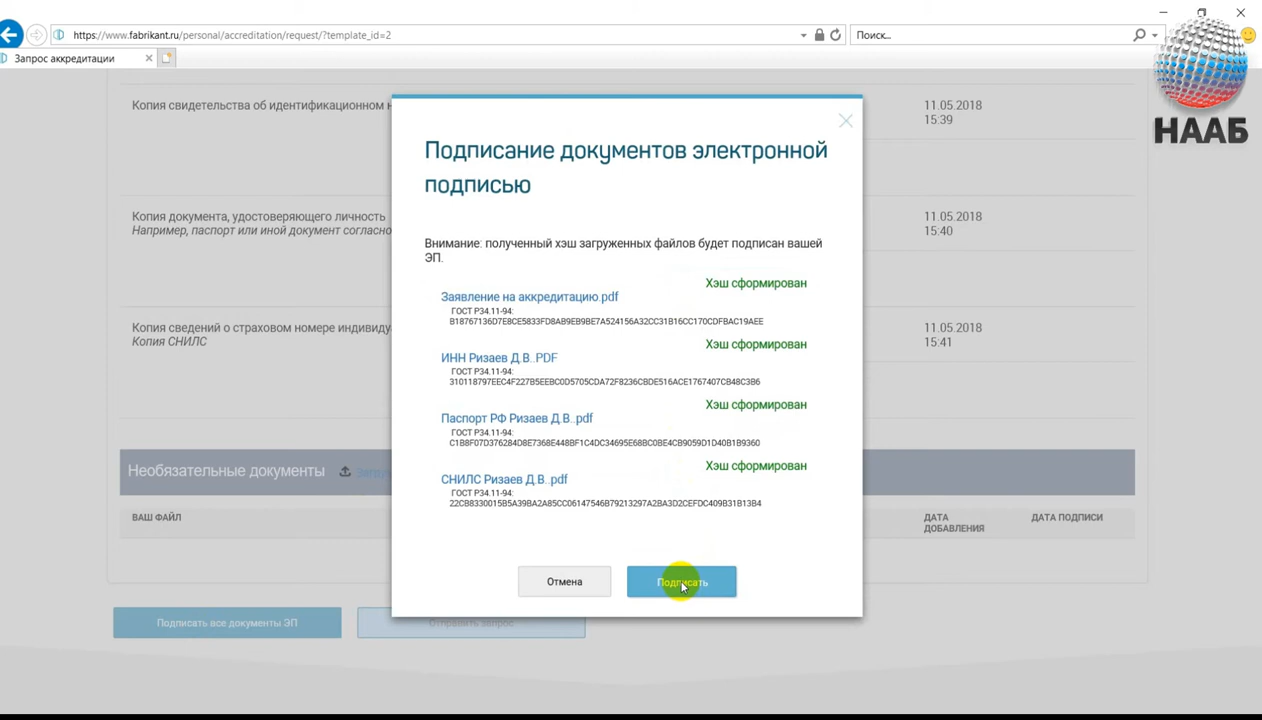 https://www.fabrikant.ru/personal/accreditation/request/?template_id=2
Поиск...
Запрос аккредитации
НААБ
Копия свидетельства об идентификационном н
11.05.2018
15:39
Копия документа, удостоверяющего личность
Например, паспорт или иной документ согласно
11.05.2018
15:40
Копия сведений о страховом номере индивиду
Копия СНИЛС
11.05.2018
15:41
Подписание документов электронной
подписью
Внимание: полученный хэш загруженных файлов будет подписан вашей
ЭП.
Хэш сформирован
Заявление на аккредитацию.pdf
ГОСТ Р34.11-94:
B18767136D7E8CE5833FD8AB9EB9BE7A524156A32CC31B16CC170CDFBAC19AEE
Хэш сформирован
ИНН Ризаев Д.В..PDF
ГОСТ Р34.11-94:
310118797EEC4F227B5EEBC0D5705CDA72F8236CBDE516ACE1767407CB48C3B6
Хэш сформирован
Паспорт РФ Ризаев Д.В..pdf
ГОСТ Р34.11-94:
C1B8F07D376284D8E7368E448BF1C4DC34695E68BC0BE4CB9059D1D40B1B9360
Хэш сформирован
СНИЛС Ризаев Д.В..pdf
ГОСТ Р34.11-94:
22CB8330015B5A39BA2A85CC06147546B79213297A2BA3D2CEFDC409B31B13B4
Отмена
Подписать
Необязательные документы
ВАШ ФАЙЛ
ДАТА
ДОБАВЛЕНИЯ
ДАТА ПОДПИСИ
Подписать все документы ЭП
Отправить запрос